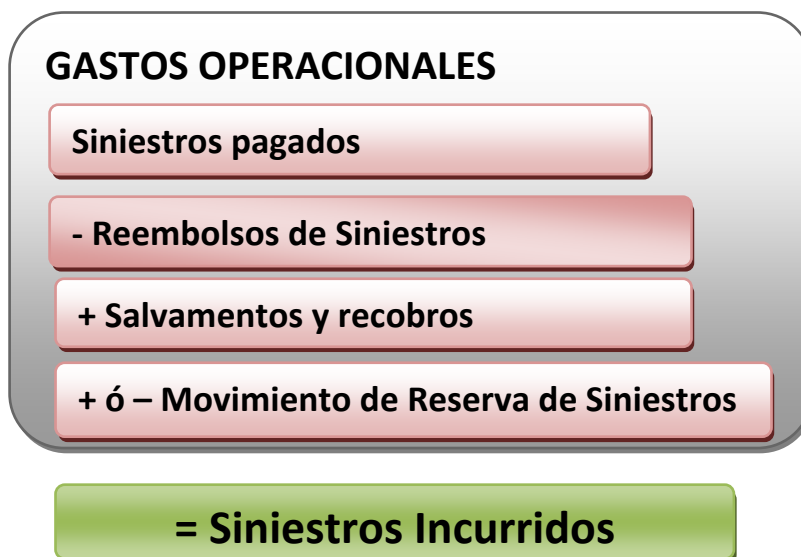 GASTOS OPERACIONALES
Siniestros pagados
- Reembolsos de Siniestros
+ Salvamentos y recobros
+ ó – Movimiento de Reserva de Siniestros
= Siniestros Incurridos